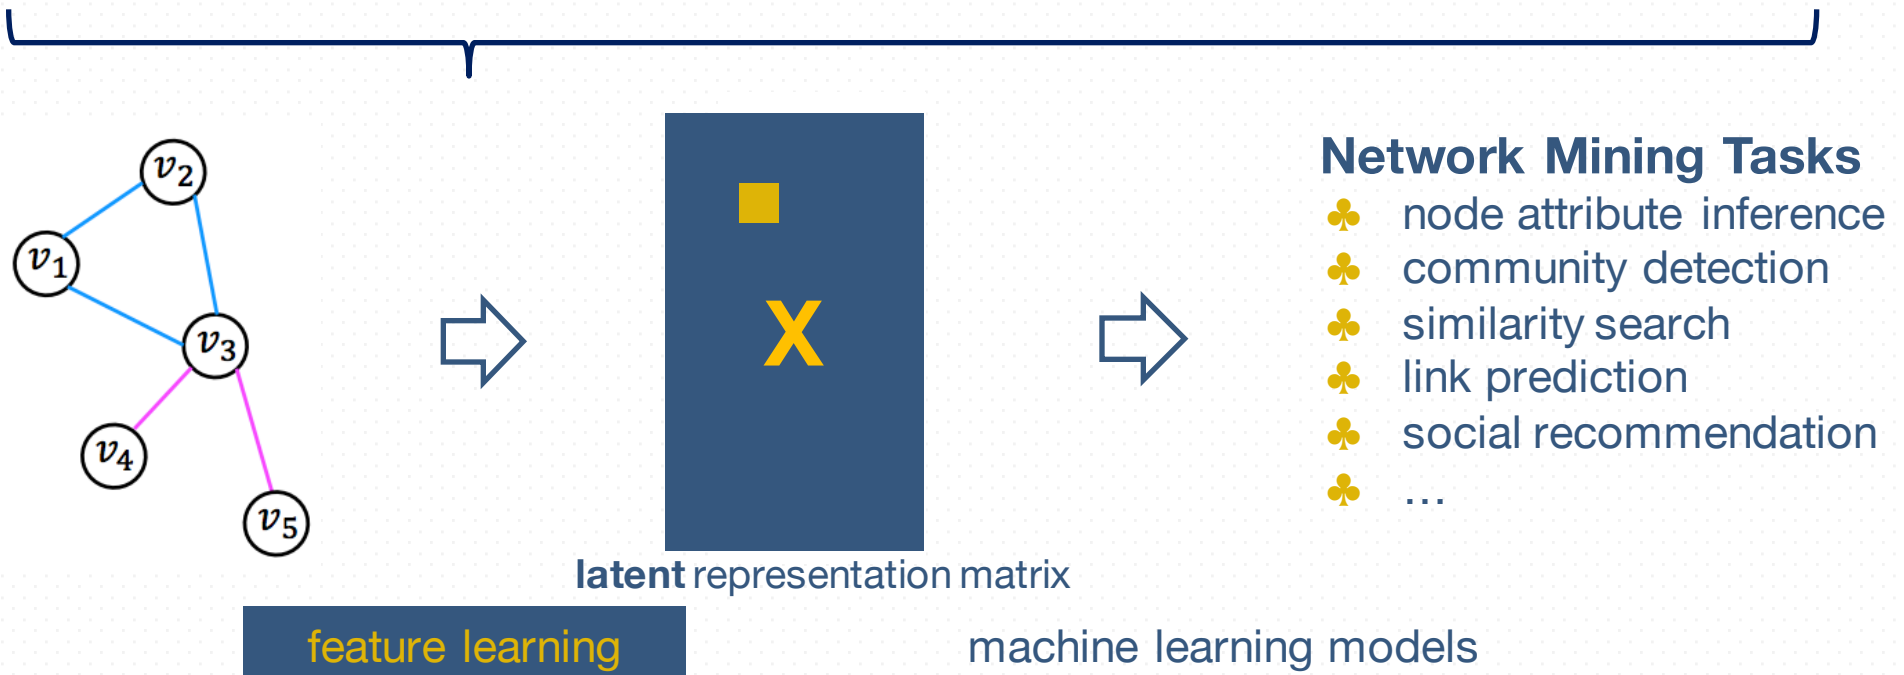 v2
v1
v3
v4
v5
X
latent representation matrix
Network Mining Tasks
♣ node attribute inference
♣ community detection
♣ similarity search
♣ link prediction
♣ social recommendation
♣ …
feature learning
machine learning models